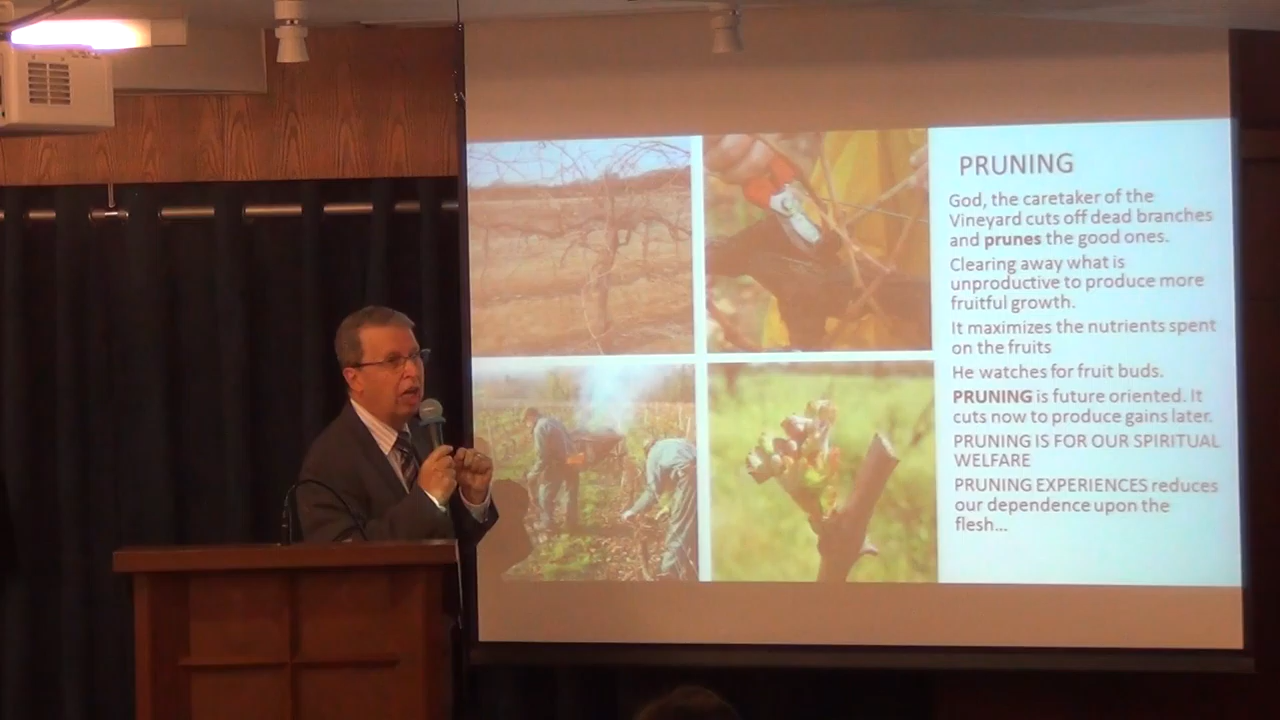 PRUNING
God, the caretaker of the
Vineyard cuts off dead branches
and prunes the good ones.
Clearing away what is
unproductive to produce more
fruitful growth.
It maximizes the nutrients spent
on the fruits
He watches for fruit buds.
PRUNING is future oriented. It
cuts now to produce gains later.
PRUNING IS FOR OUR SPIRITUAL
WELFARE
PRUNING EXPERIENCES reduces
our dependence upon the
flesh...